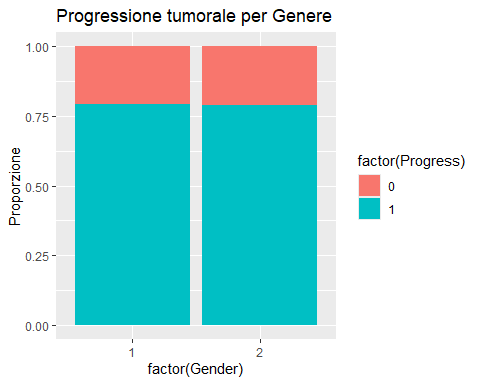 Progressione tumorale per Genere
1.00
0.75
0.50
0.25
0.00
Proporzione
1 2
factor(Gender)
factor(Progress)
0
1